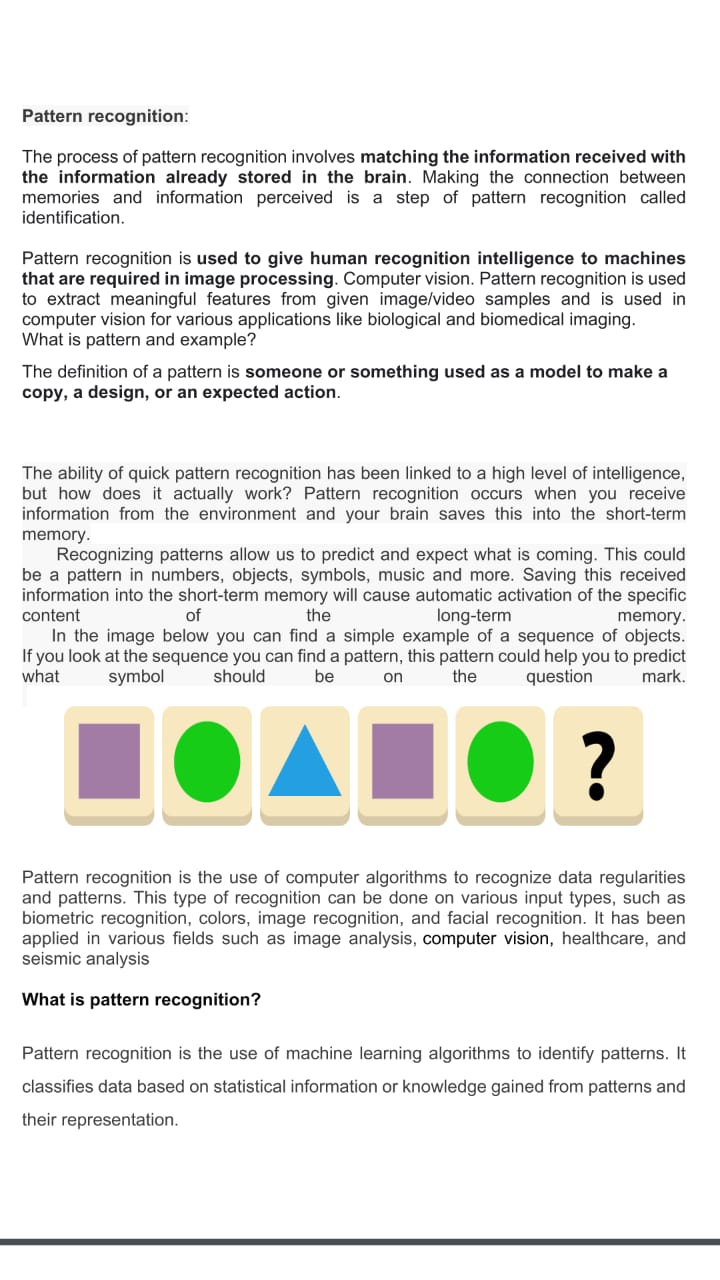 Pattern recognition:
The process of pattern recognition involves matching the information received with
the information already stored in the brain. Making the connection between
memories and information perceived is a step of pattern recognition called
identification.
Pattern recognition is used to give human recognition intelligence to machines
that are required in image processing. Computer vision. Pattern recognition is used
to extract meaningful features from given image/video samples and is used in
computer vision for various applications like biological and biomedical imaging.
What is pattern and example?
The definition of a pattern is someone or something used as a model to make a
copy, a design, or an expected action.
The ability of quick pattern recognition has been linked to a high level of intelligence,
but how does it actually work? Pattern recognition occurs when you receive
information from the environment and your brain saves this into the short-term
memory.
Recognizing patterns allow us to predict and expect what is coming. This could
be a pattern in numbers, objects, symbols, music and more. Saving this received
information into the short-term memory will cause automatic activation of the specific
content of the long-term memory.
In the image below you can find a simple example of a sequence of objects.
If you look at the sequence you can find a pattern, this pattern could help you to predict
what symbol should be on the question mark.
?
Pattern recognition is the use of computer algorithms to recognize data regularities
and patterns. This type of recognition can be done on various input types, such as
biometric recognition, colors, image recognition, and facial recognition. It has been
applied in various fields such as image analysis, computer vision, healthcare, and
seismic analysis
What is pattern recognition?
Pattern recognition is the use of machine learning algorithms to identify patterns. It
classifies data based on statistical information or knowledge gained from patterns and
their representation.